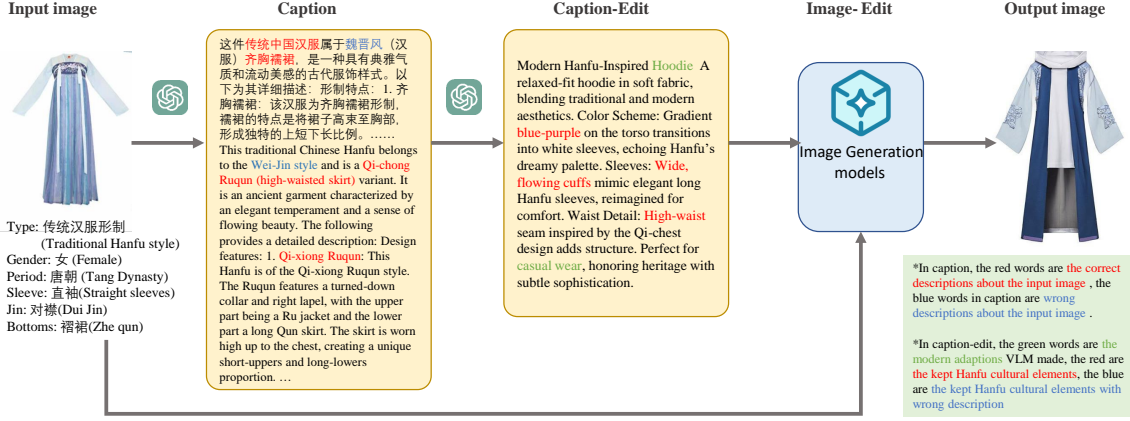 Input image
Caption
Caption-Edit
Image- Edit
Output image
Type: 传统汉服形制
(Traditional Hanfu style)
Gender: 女 (Female)
Period: 唐朝 (Tang Dynasty)
Sleeve: 直袖(Straight sleeves)
Jin: 对襟(Dui Jin)
Bottoms: 褶裙(Zhe qun)
这件传统中国汉服属于魏晋风（汉
服）齐胸襦裙，是一种具有典雅气
质和流动美感的古代服饰样式。以
下为其详细描述：形制特点：1. 齐
胸襦裙：该汉服为齐胸襦裙形制，
襦裙的特点是将裙子高束至胸部，
形成独特的上短下长比例。……
This traditional Chinese Hanfu belongs
to the Wei-Jin style and is a Qi-chong
Ruqun (high-waisted skirt) variant. It
is an ancient garment characterized by
an elegant temperament and a sense of
flowing beauty. The following
provides a detailed description: Design
features: 1. Qi-xiong Ruqun: This
Hanfu is of the Qi-xiong Ruqun style.
The Ruqun features a turned-down
collar and right lapel, with the upper
part being a Ru jacket and the lower
part a long Qun skirt. The skirt is worn
high up to the chest, creating a unique
short-uppers and long-lowers
proportion. …
Modern Hanfu-Inspired Hoodie A
relaxed-fit hoodie in soft fabric,
blending traditional and modern
aesthetics. Color Scheme: Gradient
blue-purple on the torso transitions
into white sleeves, echoing Hanfu's
dreamy palette. Sleeves: Wide,
flowing cuffs mimic elegant long
Hanfu sleeves, reimagined for
comfort. Waist Detail: High-waist
seam inspired by the Qi-chest
design adds structure. Perfect for
casual wear, honoring heritage with
subtle sophistication.
Image Generation
models
*In caption, the red words are the correct
descriptions about the input image , the
blue words in caption are wrong
descriptions about the input image .
*In caption-edit, the green words are the
modern adaptions VLM made, the red are
the kept Hanfu cultural elements, the blue
are the kept Hanfu cultural elements with
wrong description